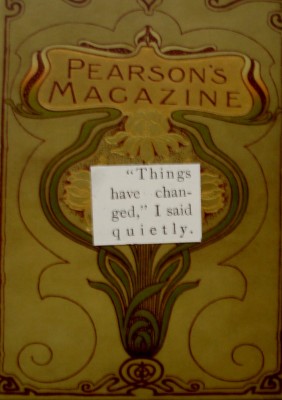 PEARSON'S
MAGAZINE
"Things
have chan-
ged," I said
quietly.